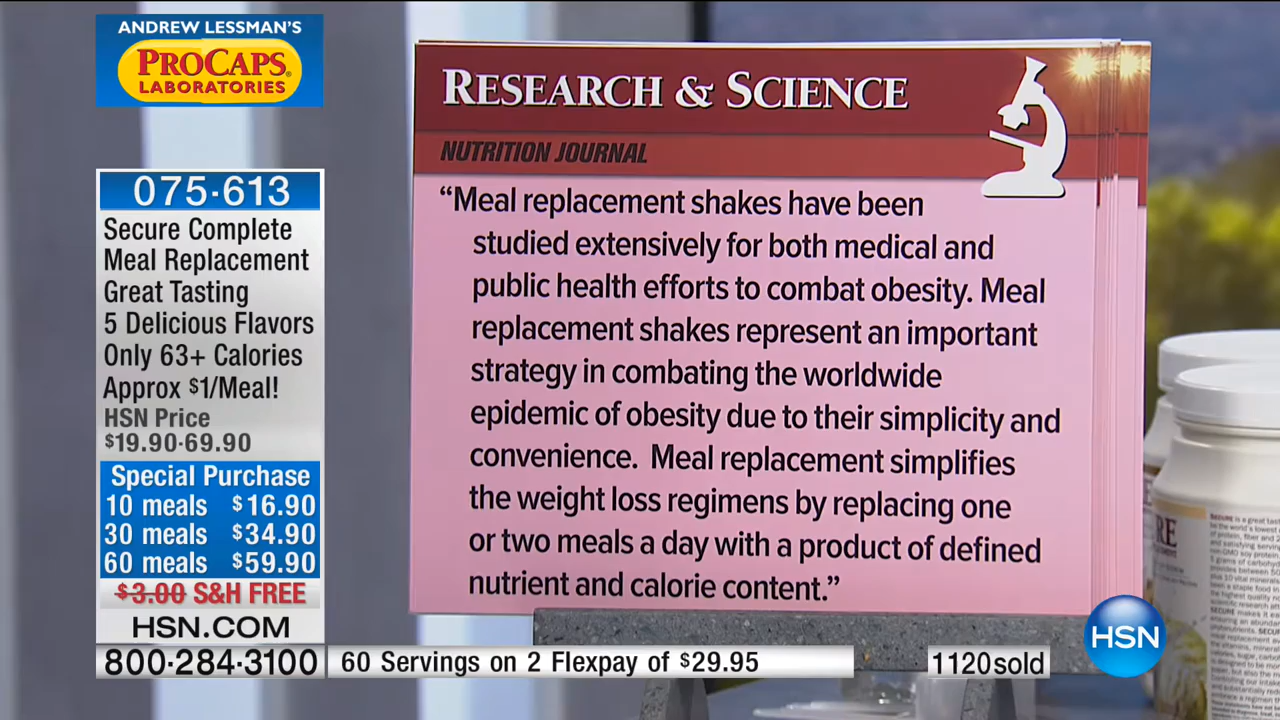 ANDREW LESSMAN'S
PROCAPS®
LABORATORIES
075-613
Secure Complete
Meal Replacement
Great Tasting
5 Delicious Flavors
Only 63+ Calories
Approx $1/Meal!
HSN Price
$19.90-69.90
Special Purchase
10 meals $16.90
30 meals $34.90
60 meals $59.90
$3.00 S&H FREE
HSN.COM
800-284-3100
60 Servings on 2 Flexpay of $29.95
1120 sold
HSN
RESEARCH & SCIENCE
NUTRITION JOURNAL
“Meal replacement shakes have been
studied extensively for both medical and
public health efforts to combat obesity. Meal
replacement shakes represent an important
strategy in combating the worldwide
epidemic of obesity due to their simplicity and
convenience. Meal replacement simplifies
the weight loss regimens by replacing one
or two meals a day with a product of defined
nutrient and calorie content.”